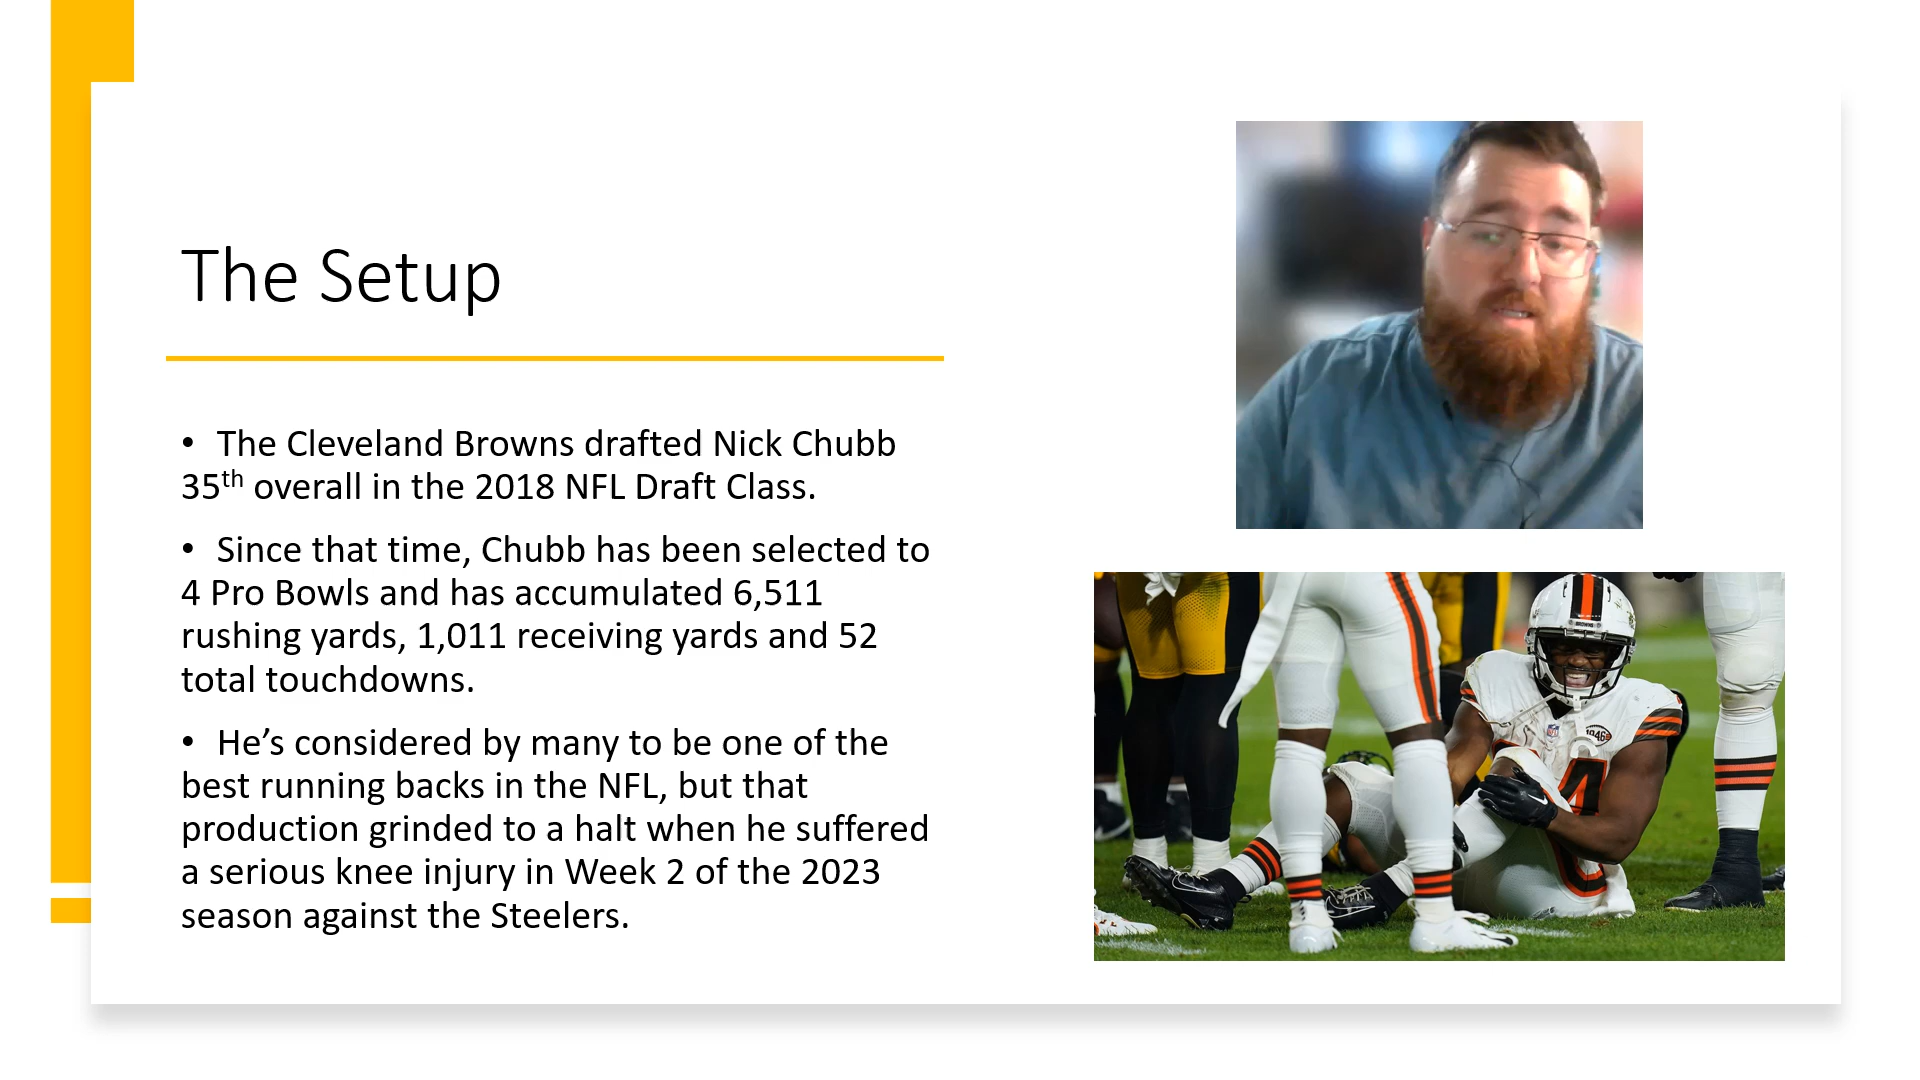 The Setup
• The Cleveland Browns drafted Nick Chubb
35th overall in the 2018 NFL Draft Class.
• Since that time, Chubb has been selected to
4 Pro Bowls and has accumulated 6,511
rushing yards, 1,011 receiving yards and 52
total touchdowns.
• He’s considered by many to be one of the
best running backs in the NFL, but that
production grinded to a halt when he suffered
a serious knee injury in Week 2 of the 2023
season against the Steelers.
BROWNS
1946
4